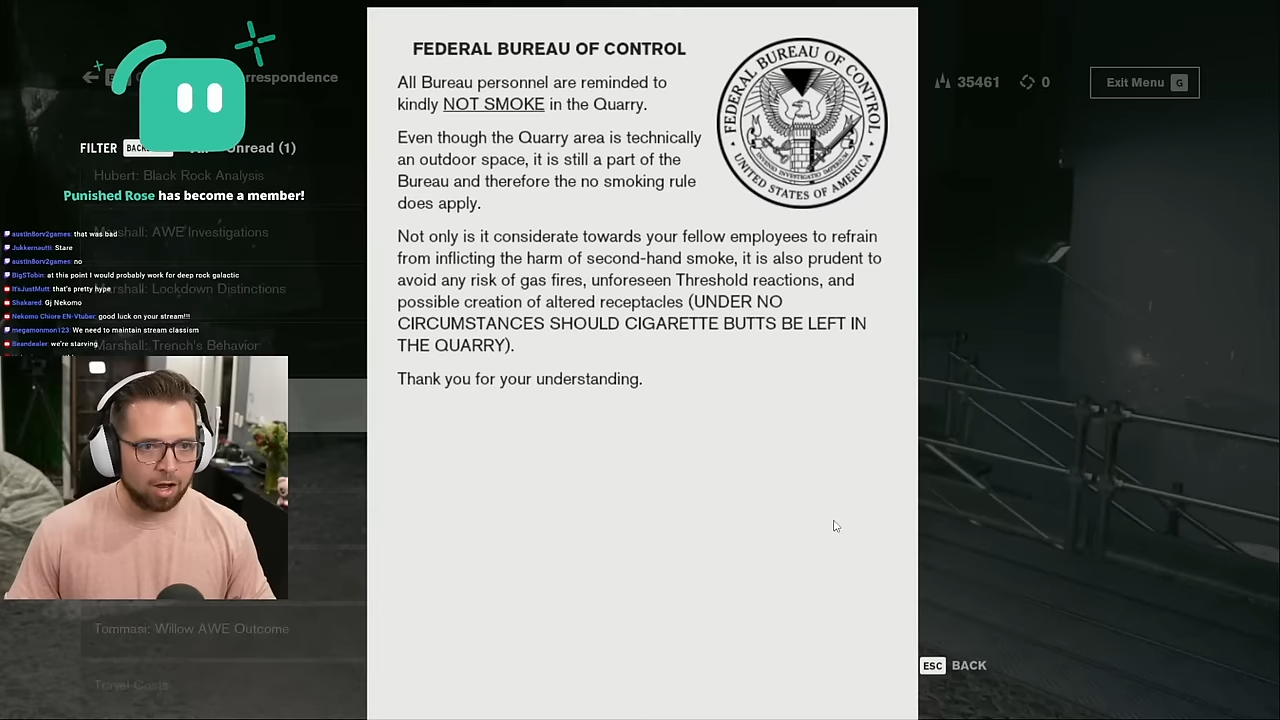 FEDERAL BUREAU OF CONTROL
All Bureau personnel are reminded to
kindly NOT SMOKE in the Quarry.
Even though the Quarry area is technically
an outdoor space, it is still a part of the
Bureau and therefore the no smoking rule
does apply.
Not only is it considerate towards your fellow employees to refrain
from inflicting the harm of second-hand smoke, it is also prudent to
avoid any risk of gas fires, unforeseen Threshold reactions, and
possible creation of altered receptacles (UNDER NO
CIRCUMSTANCES SHOULD CIGARETTE BUTTS BE LEFT IN
THE QUARRY).
Thank you for your understanding.
FEDERAL BUREAU OF CONTROL
UNITED STATES OF AMERICA
rrespondence
FILTER
Unread (1)
Hubert: Black Rock Analysis
Punished Rose has become a member!
Marshall: AWE Investigations
austin8orv2games: that was bad
Jukkernautti: Stare
austin8orv2games: no
BigSTobin: at this point I would probably work for deep rock galactic
It'sJustMutt: that's pretty hype
Marshall: Lockdown Distinctions
Shakared: Gj Nekomo
Nekomo Chiore EN-Vtuber: good luck on your stream!!!
megamonmon123: We need to maintain stream classism
Beandealer: we're starving
Marshall: Trench's Behavior
Tommasi: Willow AWE Outcome
Travel Costs
35461
0
Exit Menu G
ESC BACK